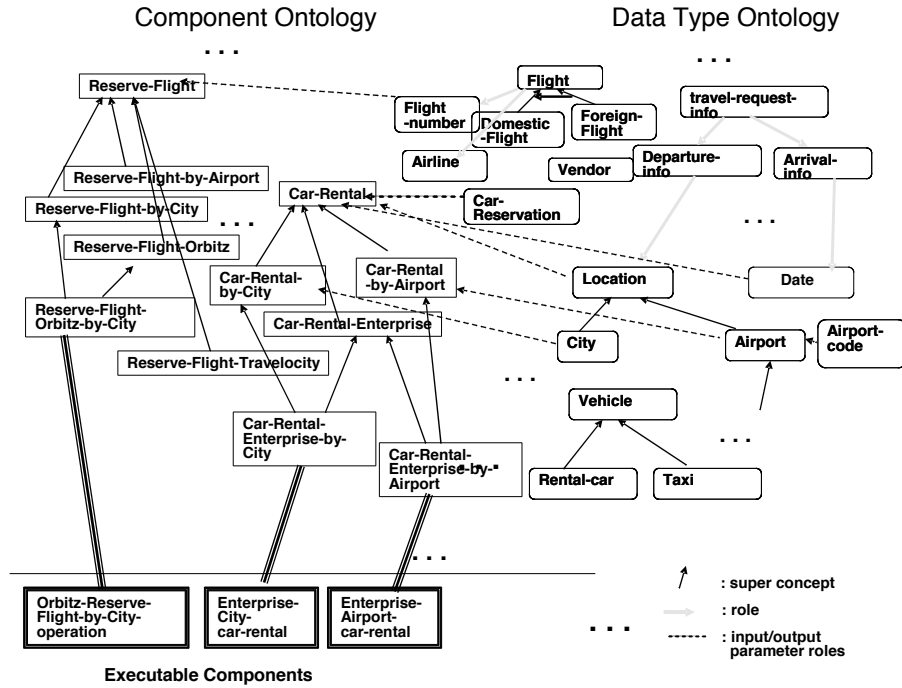 Component Ontology
Data Type Ontology
. . .
. . .
Reserve-Flight
Flight
Flight
-number
Domestic
-Flight
Foreign-
Flight
travel-request-
info
Airline
Vendor
Departure-
info
Arrival-
info
Reserve-Flight-by-Airport
Reserve-Flight-by-City
. . .
Car-Rental
Car-
Reservation
. . .
Reserve-Flight-Orbitz
Car-Rental-
by-City
Car-Rental
-by-Airport
Location
Date
Reserve-Flight-
Orbitz-by-City
Car-Rental-Enterprise
City
Airport
Airport-
code
Reserve-Flight-Travelocity
. . .
Vehicle
Car-Rental-
Enterprise-by-
City
. . .
Car-Rental-
Enterprise-by-
Airport
. . .
Rental-car
Taxi
. . .
Orbitz-Reserve-
Flight-by-City-
operation
Enterprise-
City-
car-rental
Enterprise-
Airport-
car-rental
. . .
: super concept
: role
: input/output
parameter roles
Executable Components